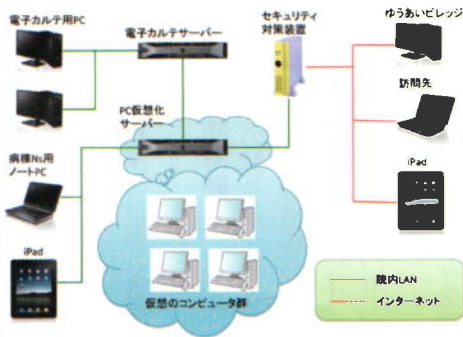 電子カルテ用PC
電子カルテサーバー
セキュリティ
対策装置
ゆうあいビレッジ
訪問先
PC仮想化
サーバー
病棟Ns用
ノートPC
iPad
iPad
仮想のコンピュータ群
院内LAN
インターネット